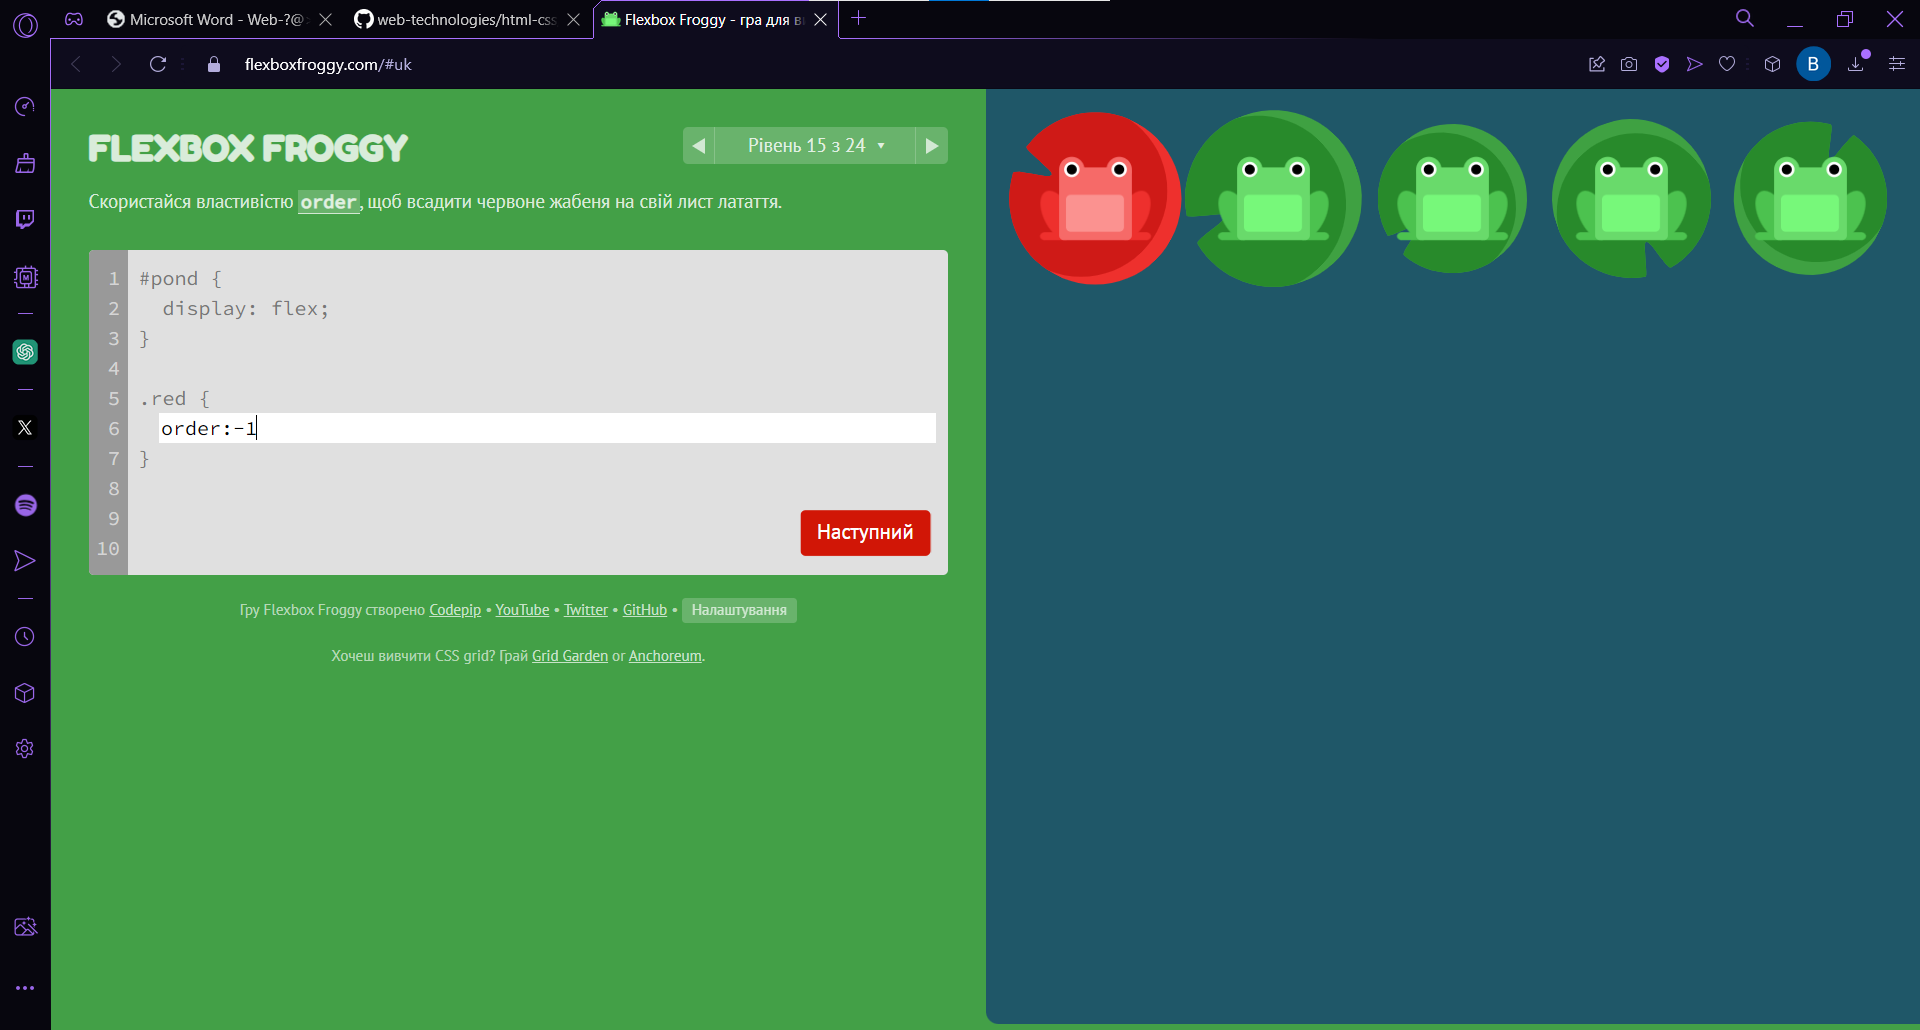 Microsoft Word - Web-?@
web-technologies/html-css
Flexbox Froggy - гра для ви
flexboxfroggy.com/#uk
B
FLEXBOX FROGGY
Рівень 15 з 24
Скористайся властивістю order, щоб всадити червоне жабеня на свій лист латаття.
1 #pond {
2 display: flex;
3 }
4
5 .red {
6 order:-1
7 }
8
9
10
Наступний
Гру Flexbox Froggy створено Codepip • YouTube • Twitter • GitHub • Налаштування
Хочеш вивчити CSS grid? Грай Grid Garden or Anchoreum.